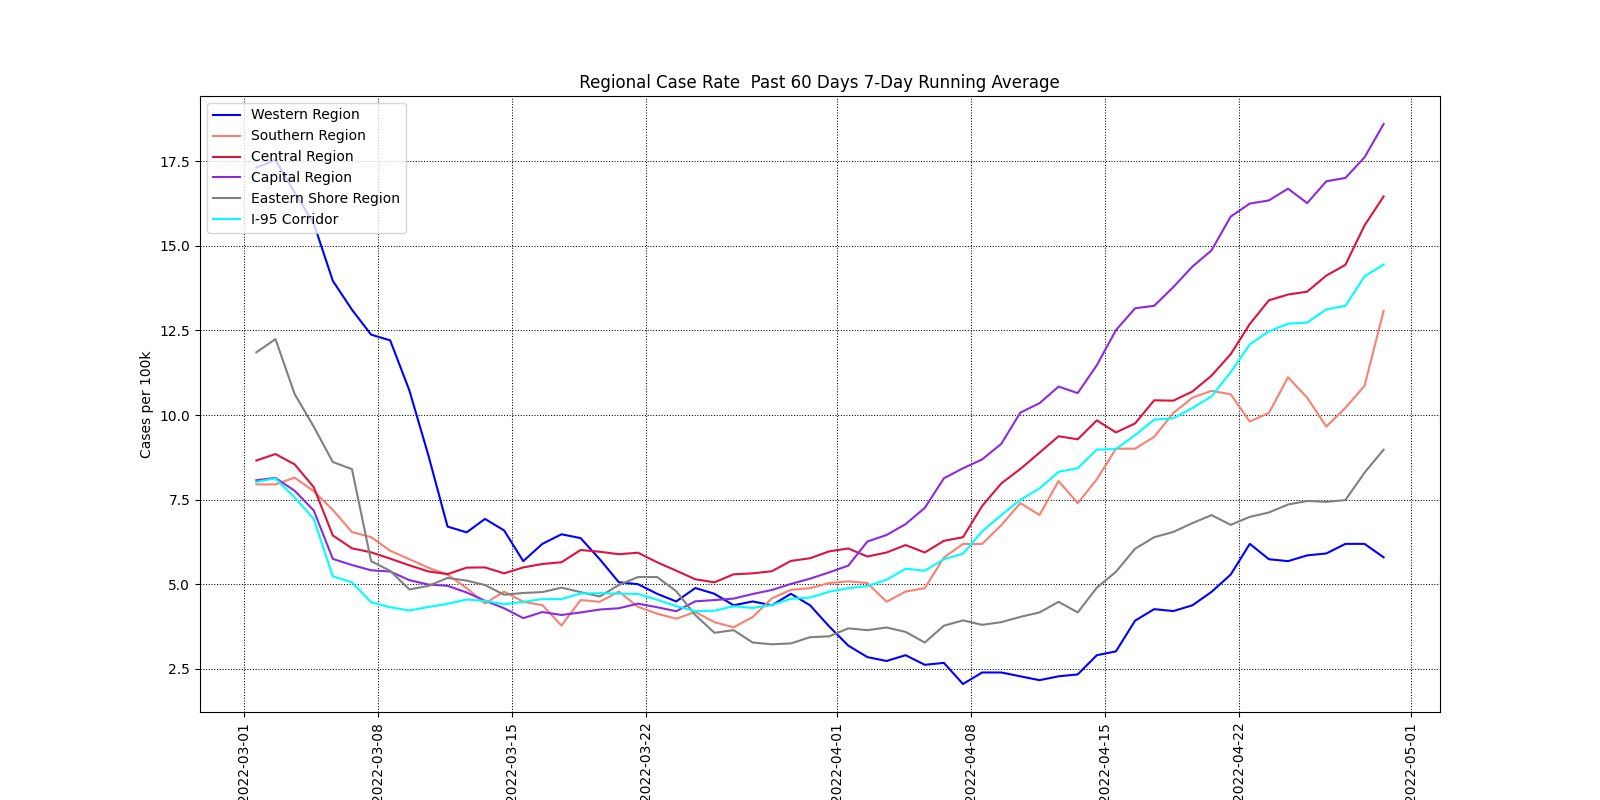 Regional Case Rate  Past 60 Days 7-Day Running Average
Western Region
Southern Region
Central Region
Capital Region
Eastern Shore Region
I-95 Corridor
Cases per 100k
17.5
15.0
12.5
10.0
7.5
5.0
2.5
2022-03-01
2022-03-08
2022-03-15
2022-03-22
2022-04-01
2022-04-08
2022-04-15
2022-04-22
2022-05-01